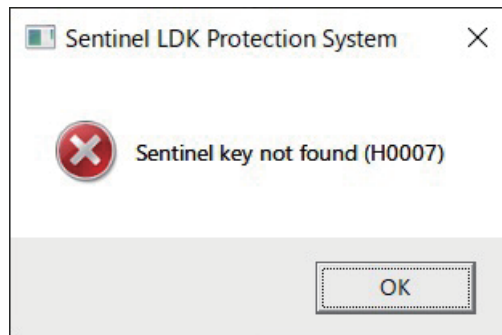 Sentinel LDK Protection System
Sentinel key not found (H0007)
OK